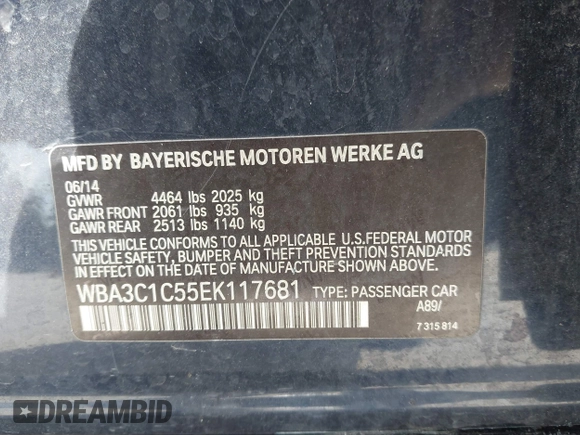 MFD BY BAYERISCHE MOTOREN WERKE AG
06/14
GVWR 4464 lbs 2025 kg
GAWR FRONT 2061 lbs 935 kg
GAWR REAR 2513 lbs 1140 kg
THIS VEHICLE CONFORMS TO ALL APPLICABLE U.S.FEDERAL MOTOR
VEHICLE SAFETY, BUMPER AND THEFT PREVENTION STANDARDS
IN EFFECT ON THE DATE OF MANUFACTURE SHOWN ABOVE.
WBA3C1C55EK117681 TYPE: PASSENGER CAR
A89/
7 315 814
DREAMBID